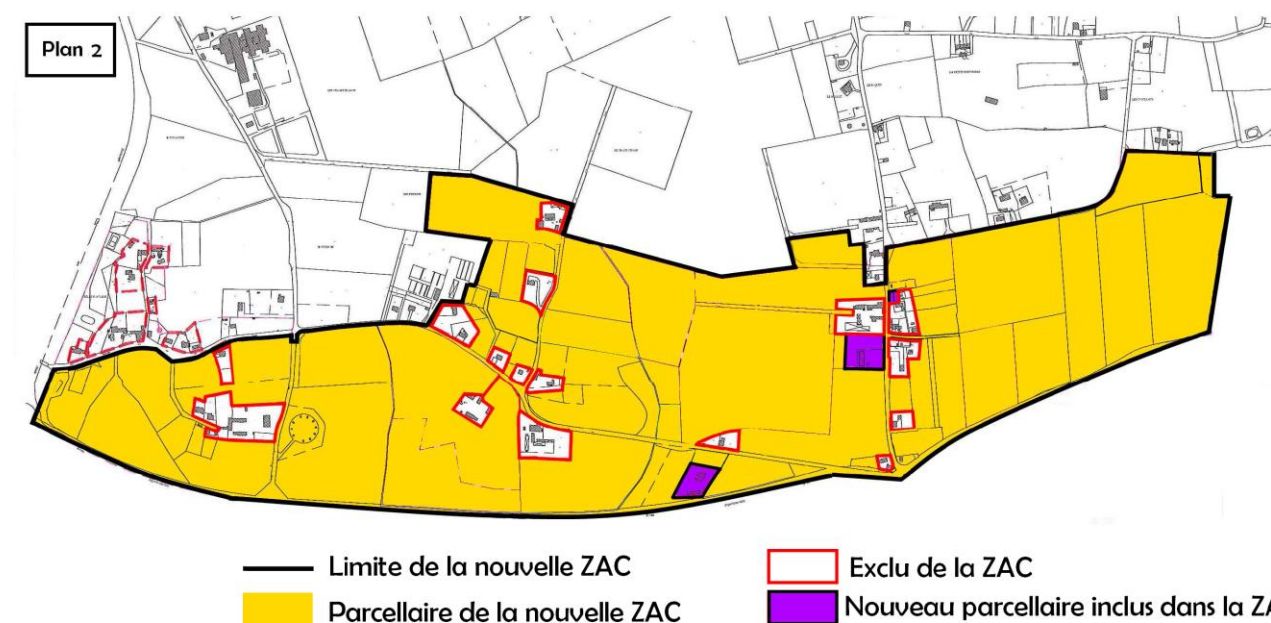 Plan 2
Limite de la nouvelle ZAC
Exclu de la ZAC
Parcellaire de la nouvelle ZAC
Nouveau parcellaire inclus dans la ZA